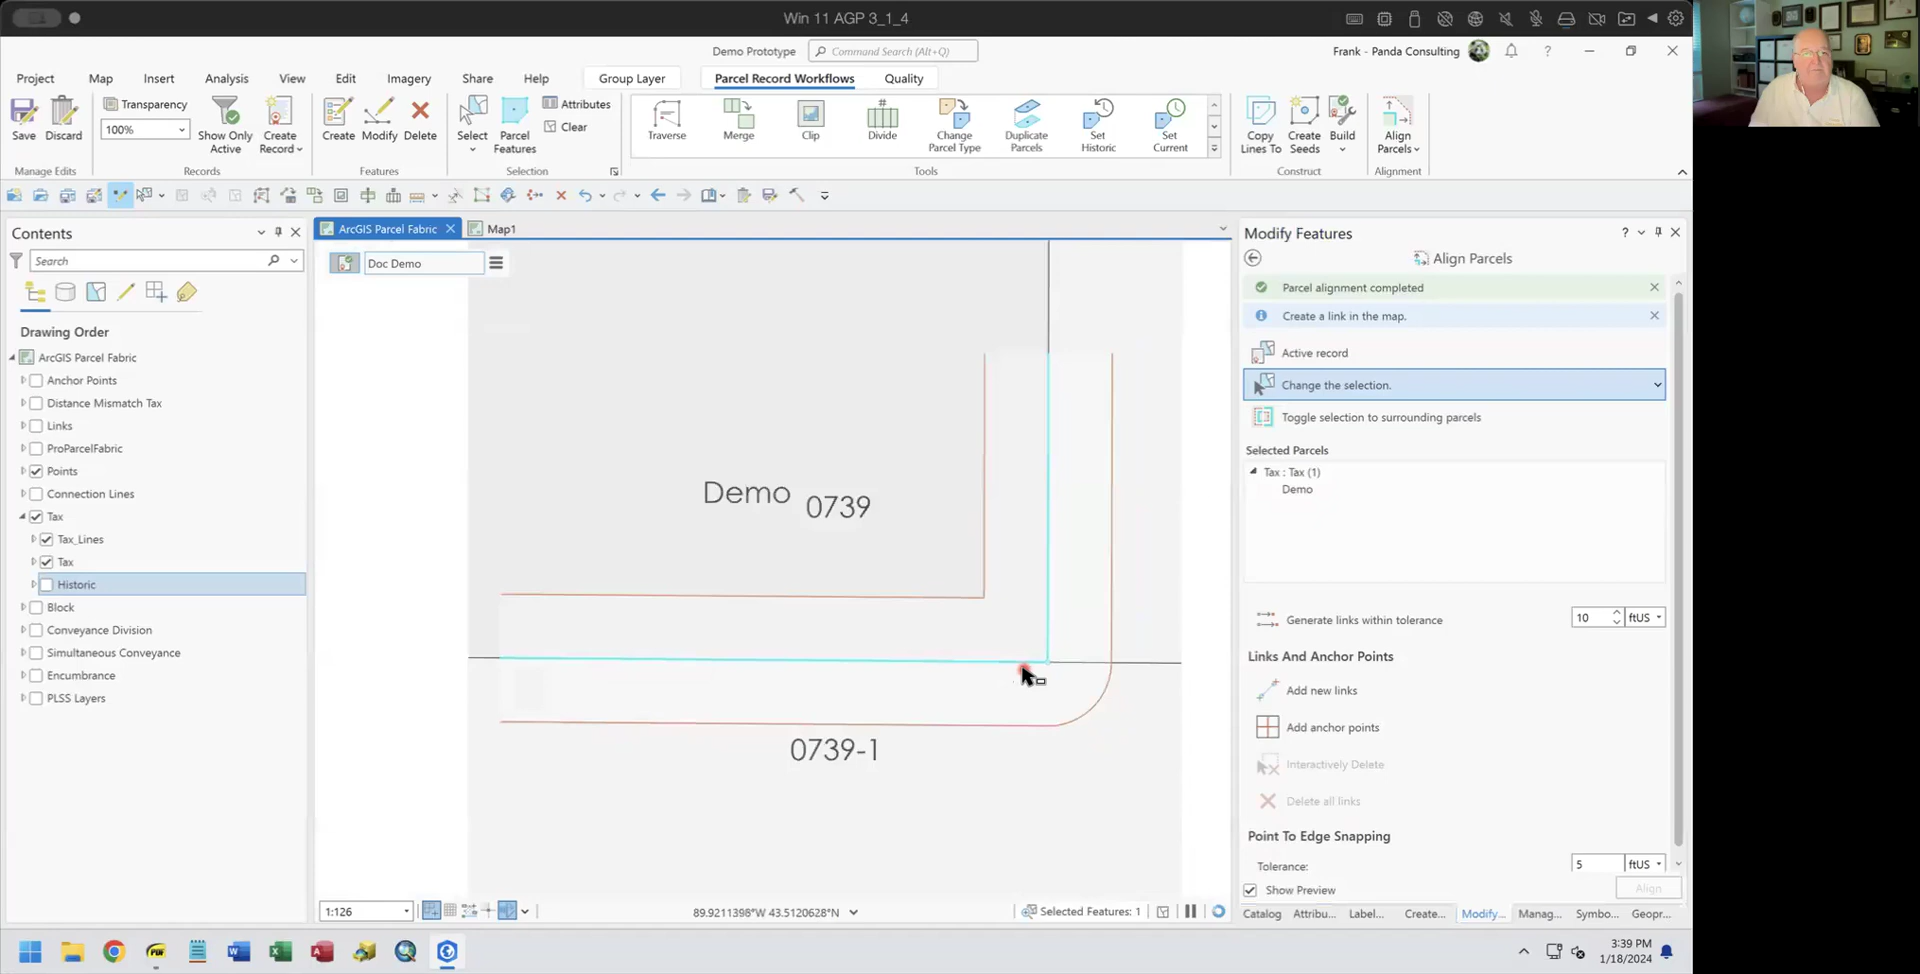 Win 11 AGP 3_1_4
Demo Prototype
Command Search (Alt+Q)
Frank - Panda Consulting
?
Project
Map
Insert
Analysis
View
Edit
Imagery
Share
Help
Group Layer
Parcel Record Workflows
Quality
Save
Discard
Manage Edits
Transparency
100%
Show Only
Active
Create
Record
Records
Create
Modify
Delete
Features
Select
Parcel
Features
Attributes
Clear
Selection
Traverse
Merge
Clip
Divide
Change
Parcel Type
Duplicate
Parcels
Set
Historic
Set
Current
Tools
Copy
Lines To
Create
Seeds
Build
Construct
Align
Parcels
Alignment
Contents
Search
Drawing Order
ArcGIS Parcel Fabric
Anchor Points
Distance Mismatch Tax
Links
ProParcelFabric
Points
Connection Lines
Tax
Tax_Lines
Tax
Historic
Block
Conveyance Division
Simultaneous Conveyance
Encumbrance
PLSS Layers
ArcGIS Parcel Fabric
Map1
Doc Demo
Demo 0739
0739-1
1:126
89.9211398°W 43.5120628°N
Selected Features: 1
Modify Features
?
Align Parcels
Parcel alignment completed
Create a link in the map.
Active record
Change the selection.
Toggle selection to surrounding parcels
Selected Parcels
Tax : Tax (1)
Demo
Generate links within tolerance
10
ftUS
Links And Anchor Points
Add new links
Add anchor points
Interactively Delete
Delete all links
Point To Edge Snapping
Tolerance:
5
ftUS
Show Preview
Align
Catalog
Attribu...
Label...
Create...
Modify...
Manag...
Symbo...
Geopr...
3:39 PM
1/18/2024